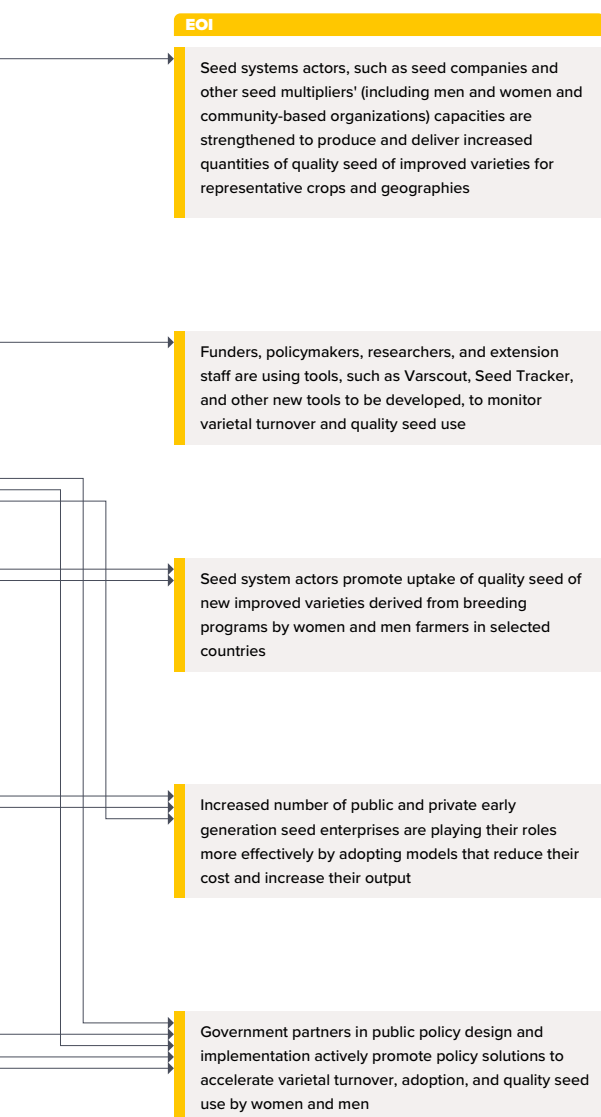 EOI
Seed systems actors, such as seed companies and
other seed multipliers' (including men and women and
community-based organizations) capacities are
strengthened to produce and deliver increased
quantities of quality seed of improved varieties for
representative crops and geographies
Funders, policymakers, researchers, and extension
staff are using tools, such as Varscout, Seed Tracker,
and other new tools to be developed, to monitor
varietal turnover and quality seed use
Seed system actors promote uptake of quality seed of
new improved varieties derived from breeding
programs by women and men farmers in selected
countries
Increased number of public and private early
generation seed enterprises are playing their roles
more effectively by adopting models that reduce their
cost and increase their output
Government partners in public policy design and
implementation actively promote policy solutions to
accelerate varietal turnover, adoption, and quality seed
use by women and men